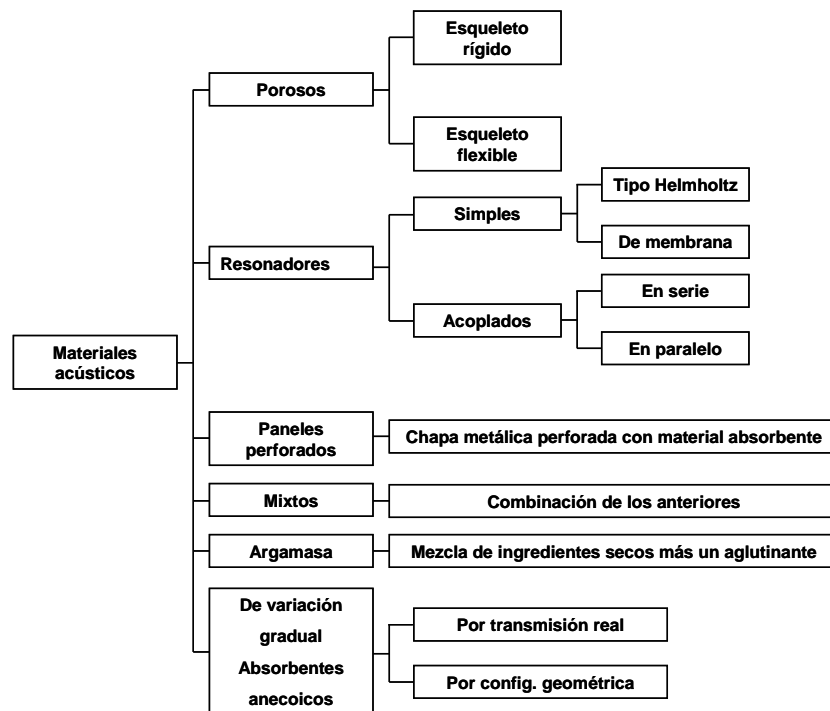 Materiales
acústicos
Porosos
Esqueleto
rígido
Esqueleto
flexible
Resonadores
Simples
Tipo Helmholtz
De membrana
Acoplados
En serie
En paralelo
Paneles
perforados
Chapa metálica perforada con material absorbente
Mixtos
Combinación de los anteriores
Argamasa
Mezcla de ingredientes secos más un aglutinante
De variación
gradual
Absorbentes
anecoicos
Por transmisión real
Por config. geométrica